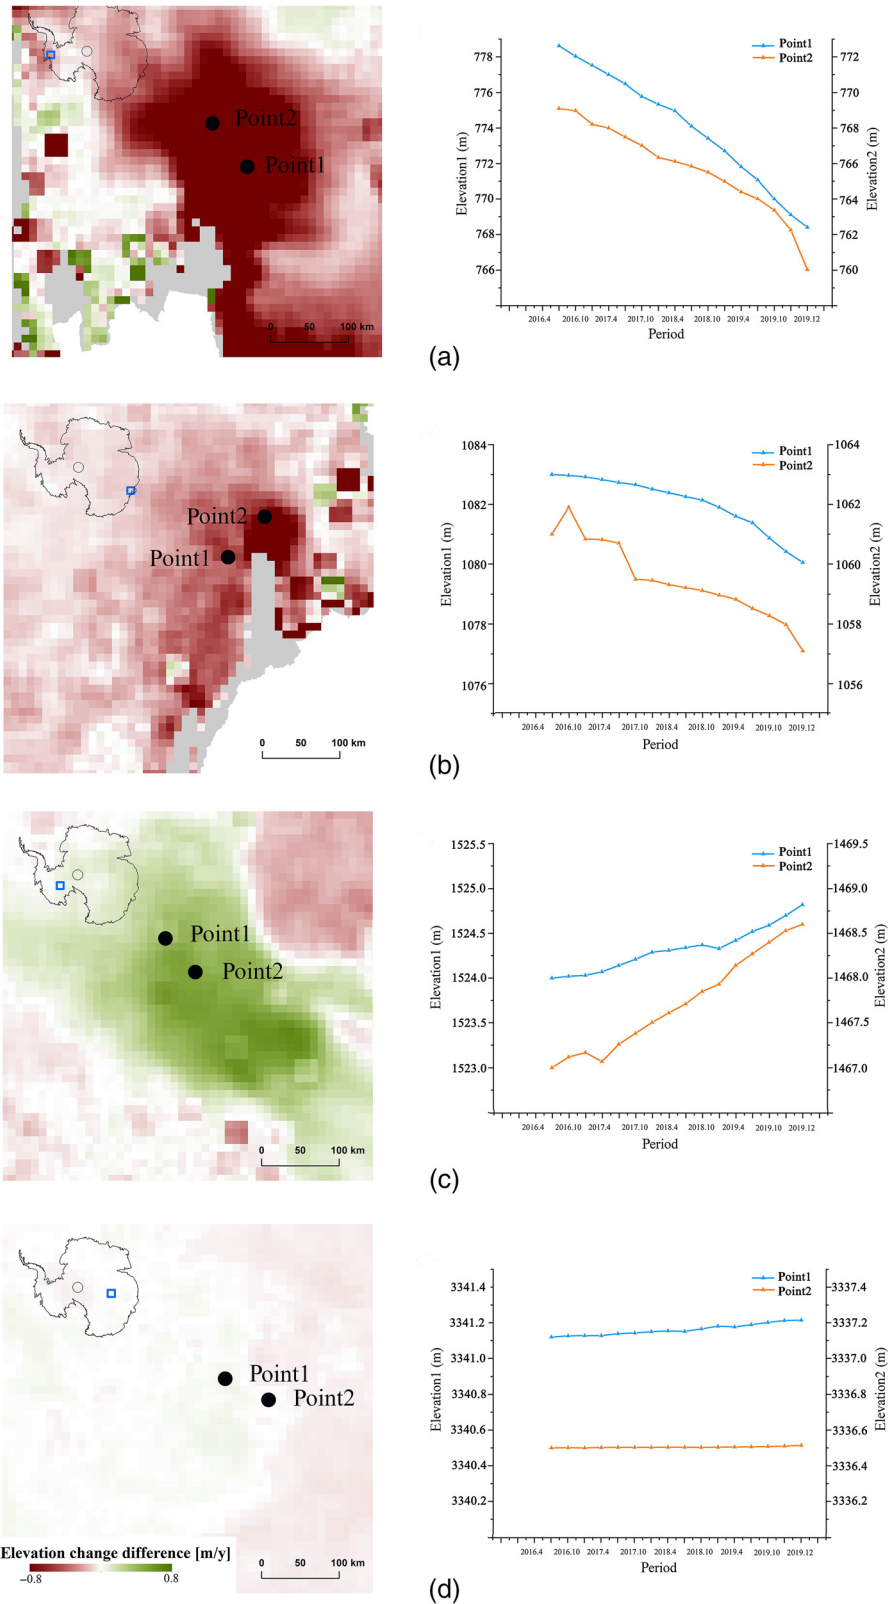 Point2
Point1
0 50 100 km
Point1
Point2
778
776
774
772
770
768
766
Elevation1 (m)
772
770
768
766
764
762
760
Elevation2 (m)
2016.4 2016.10 2017.4 2017.10 2018.4 2018.10 2019.4 2019.10 2019.12
Period
(a)
Point2
Point1
0 50 100 km
Point1
Point2
1084
1082
1080
1078
1076
Elevation1 (m)
1064
1062
1060
1058
1056
Elevation2 (m)
2016.4 2016.10 2017.4 2017.10 2018.4 2018.10 2019.4 2019.10 2019.12
Period
(b)
Point1
Point2
0 50 100 km
Point1
Point2
1525.5
1525.0
1524.5
1524.0
1523.5
1523.0
Elevation1 (m)
1469.5
1469.0
1468.5
1468.0
1467.5
1467.0
Elevation2 (m)
2016.4 2016.10 2017.4 2017.10 2018.4 2018.10 2019.4 2019.10 2019.12
Period
(c)
Point1
Point2
Elevation change difference [m/y]
−0.8 0.8
0 50 100 km
Point1
Point2
3341.4
3341.2
3341.0
3340.8
3340.6
3340.4
3340.2
Elevation1 (m)
3337.4
3337.2
3337.0
3336.8
3336.6
3336.4
3336.2
Elevation2 (m)
2016.4 2016.10 2017.4 2017.10 2018.4 2018.10 2019.4 2019.10 2019.12
Period
(d)